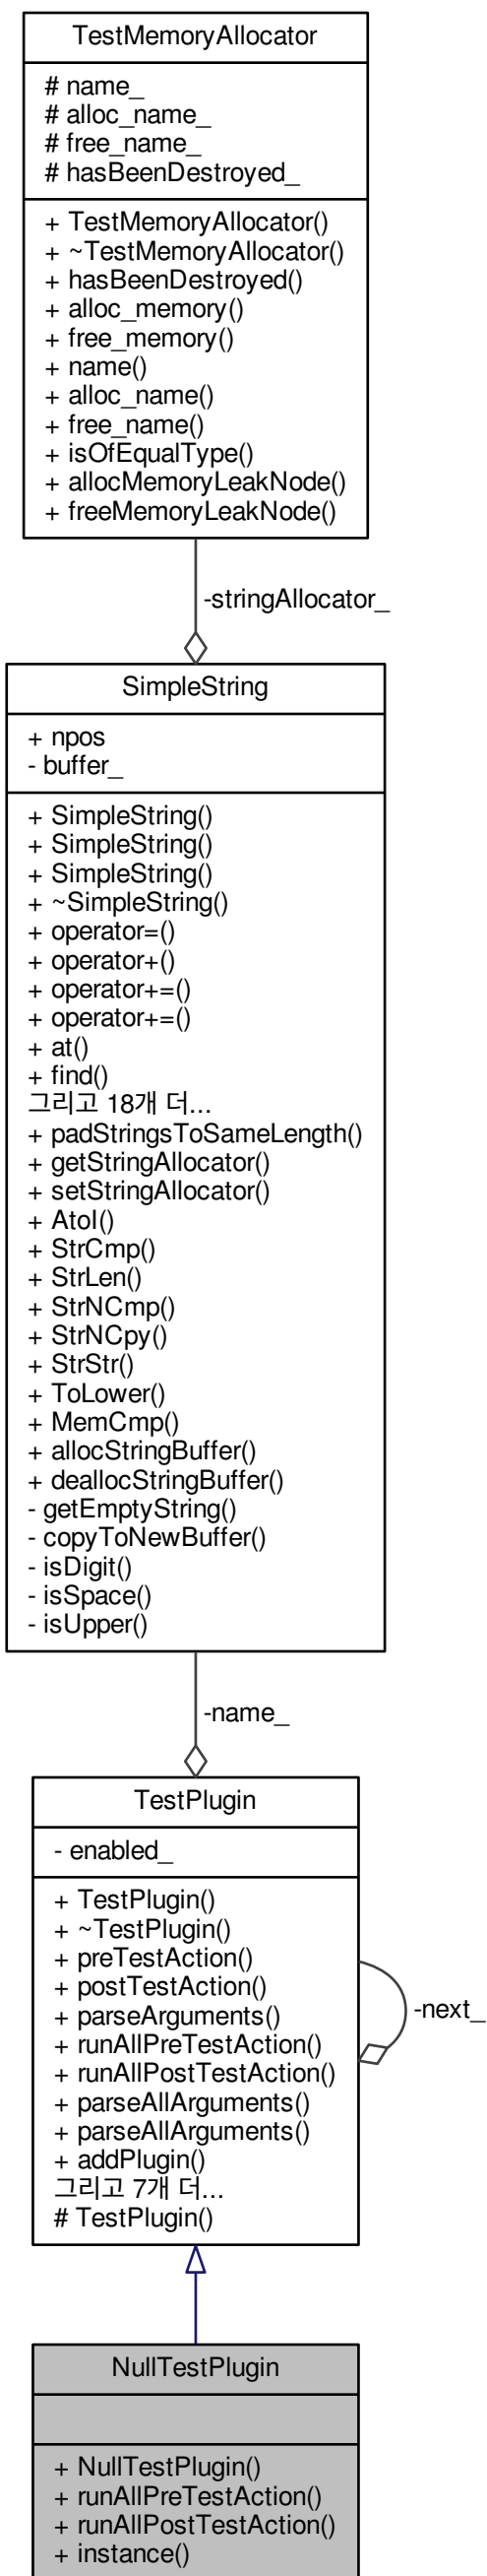 TestMemoryAllocator
# name_
# alloc_name_
# free_name_
# hasBeenDestroyed_
+ TestMemoryAllocator()
+ ~TestMemoryAllocator()
+ hasBeenDestroyed()
+ alloc_memory()
+ free_memory()
+ name()
+ alloc_name()
+ free_name()
+ isOfEqualType()
+ allocMemoryLeakNode()
+ freeMemoryLeakNode()
-stringAllocator_
SimpleString
+ npos
- buffer_
+ SimpleString()
+ SimpleString()
+ SimpleString()
+ ~SimpleString()
+ operator=()
+ operator+()
+ operator+=()
+ operator+=()
+ at()
+ find()
그리고 18개 더...
+ padStringsToSameLength()
+ getStringAllocator()
+ setStringAllocator()
+ AtoI()
+ StrCmp()
+ StrLen()
+ StrNCmp()
+ StrNCpy()
+ StrStr()
+ ToLower()
+ MemCmp()
+ allocStringBuffer()
+ deallocStringBuffer()
- getEmptyString()
- copyToNewBuffer()
- isDigit()
- isSpace()
- isUpper()
-name_
TestPlugin
- enabled_
+ TestPlugin()
+ ~TestPlugin()
+ preTestAction()
+ postTestAction()
+ parseArguments()
+ runAllPreTestAction()
+ runAllPostTestAction()
+ parseAllArguments()
+ parseAllArguments()
+ addPlugin()
그리고 7개 더...
# TestPlugin()
-next_
NullTestPlugin
+ NullTestPlugin()
+ runAllPreTestAction()
+ runAllPostTestAction()
+ instance()